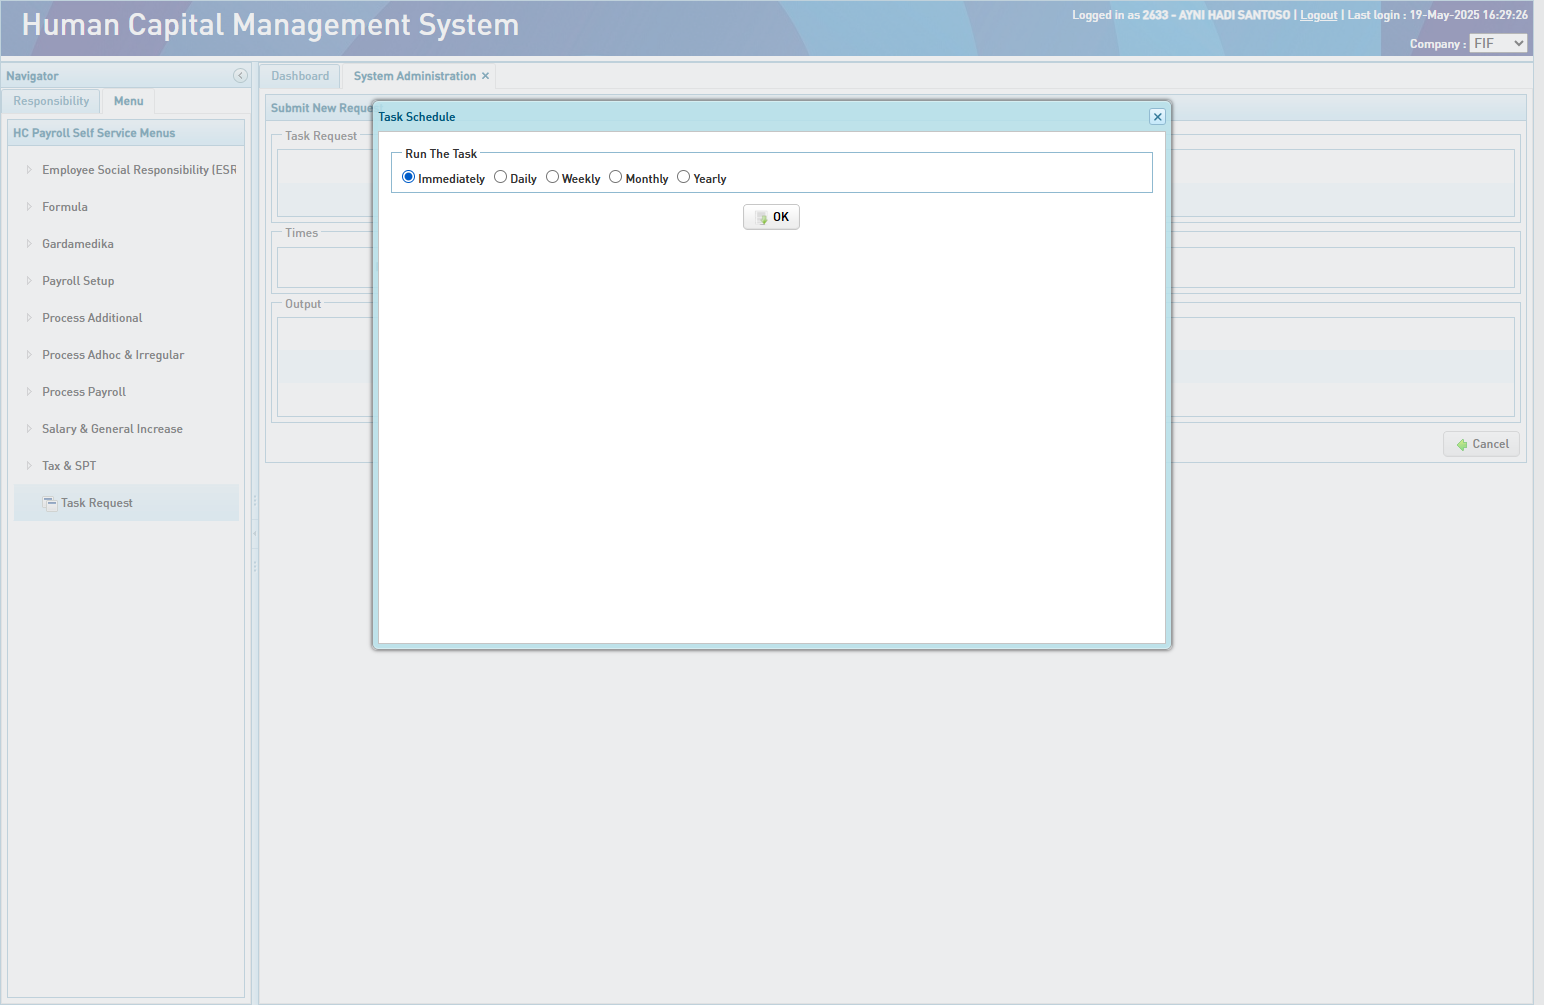 Human Capital Management System
Logged in as 2633 - AYNI HADI SANTOSO | Logout | Last login : 19-May-2025 16:29:26
Company : FIF
Navigator
Responsibility
Menu
HC Payroll Self Service Menus
Employee Social Responsibility (ESR
Formula
Gardamedika
Payroll Setup
Process Additional
Process Adhoc & Irregular
Process Payroll
Salary & General Increase
Tax & SPT
Task Request
Dashboard
System Administration
Submit New Reque
Task Request
Times
Output
Cancel
Task Schedule
Run The Task
Immediately Daily Weekly Monthly Yearly
OK